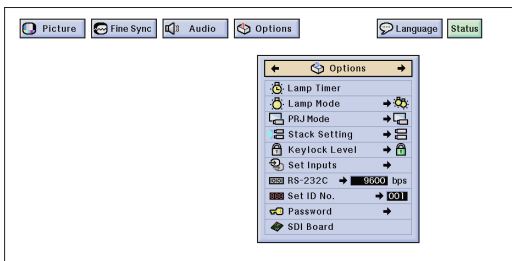 Picture Fine Sync Audio Options Language Status
Options
Lamp Timer
Lamp Mode
PRJ Mode
Stack Setting
Keylock Level
Set Inputs
RS-232C 9600 bps
Set ID No. 001
Password
SDI Board